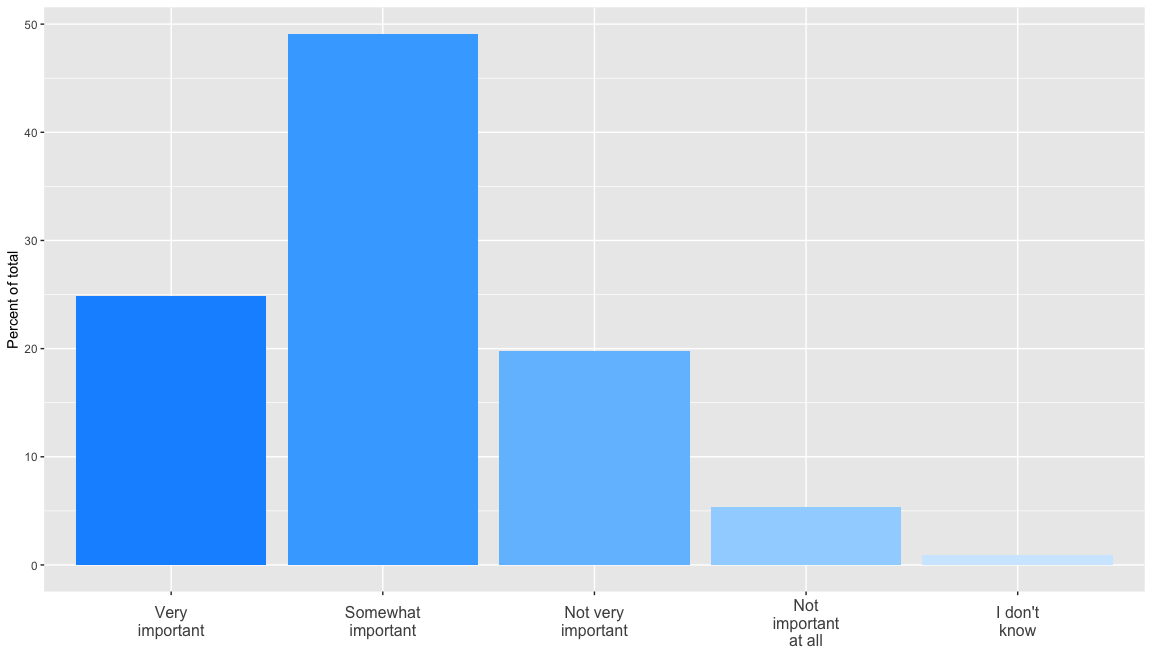 50
40
30
20
10
0
Percent of total
Very
important
Somewhat
important
Not very
important
Not
important
at all
I don't
know